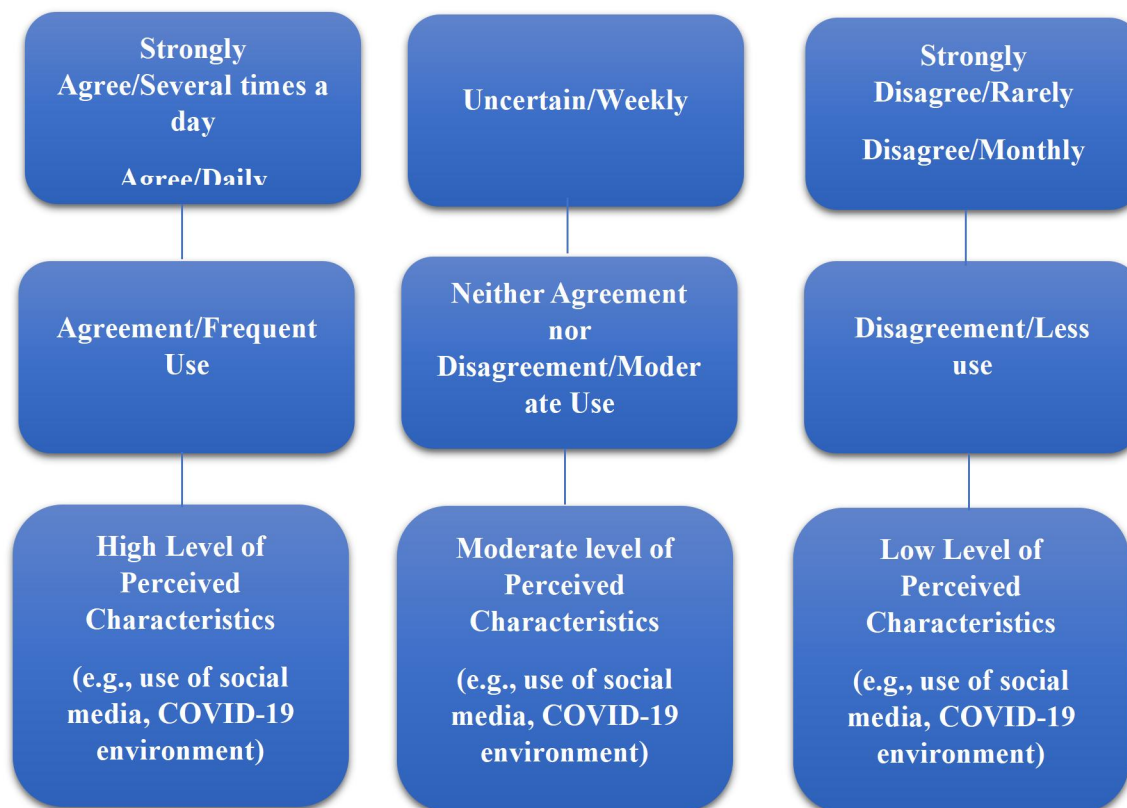 Strongly
Agree/Several times a
day
Agree/Daily
Uncertain/Weekly
Strongly
Disagree/Rarely
Disagree/Monthly
Agreement/Frequent
Use
Neither Agreement
nor
Disagreement/Moder
ate Use
Disagreement/Less
use
High Level of
Perceived
Characteristics
(e.g., use of social
media, COVID-19
environment)
Moderate level of
Perceived
Characteristics
(e.g., use of social
media, COVID-19
environment)
Low Level of
Perceived
Characteristics
(e.g., use of social
media, COVID-19
environment)